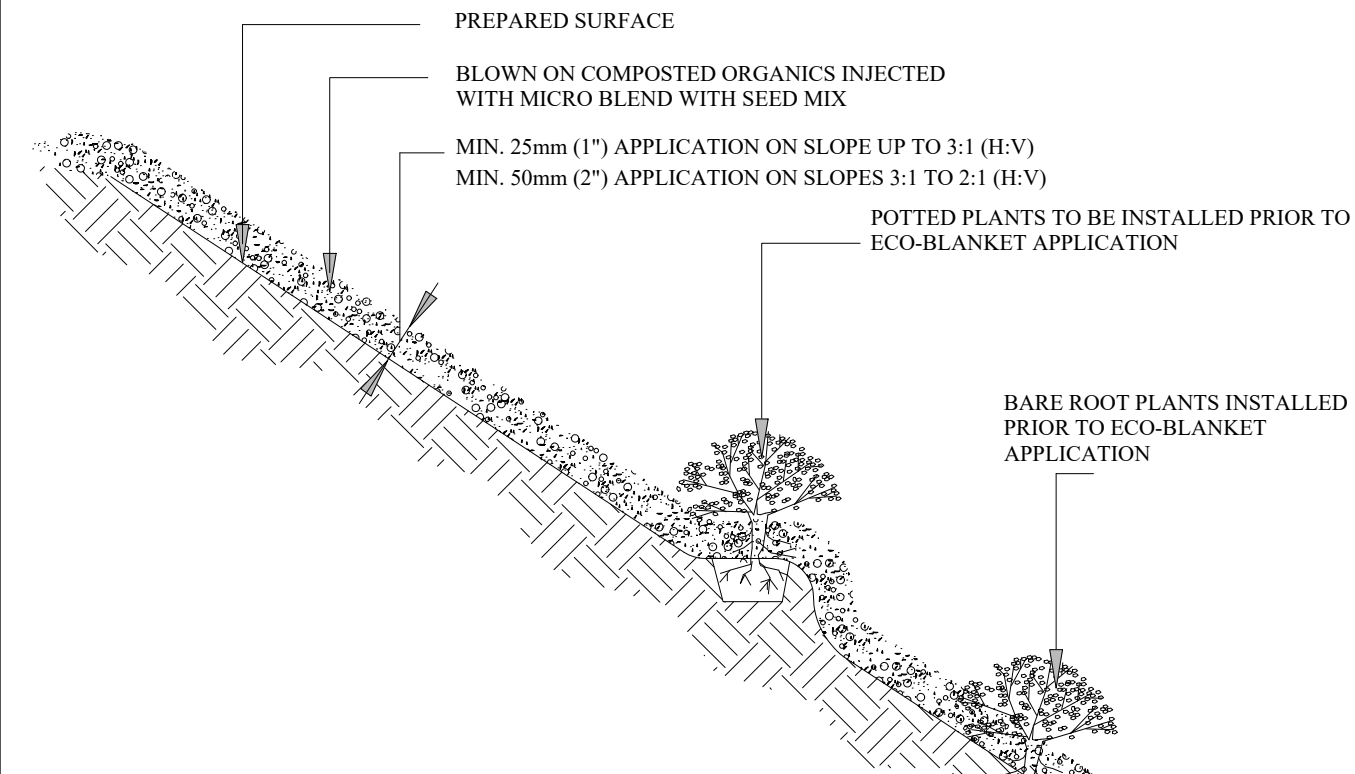 PREPARED SURFACE
BLOWN ON COMPOSTED ORGANICS INJECTED
WITH MICRO BLEND WITH SEED MIX
MIN. 25mm (1") APPLICATION ON SLOPE UP TO 3:1 (H:V)
MIN. 50mm (2") APPLICATION ON SLOPES 3:1 TO 2:1 (H:V)
POTTED PLANTS TO BE INSTALLED PRIOR TO
ECO-BLANKET APPLICATION
BARE ROOT PLANTS INSTALLED
PRIOR TO ECO-BLANKET
APPLICATION